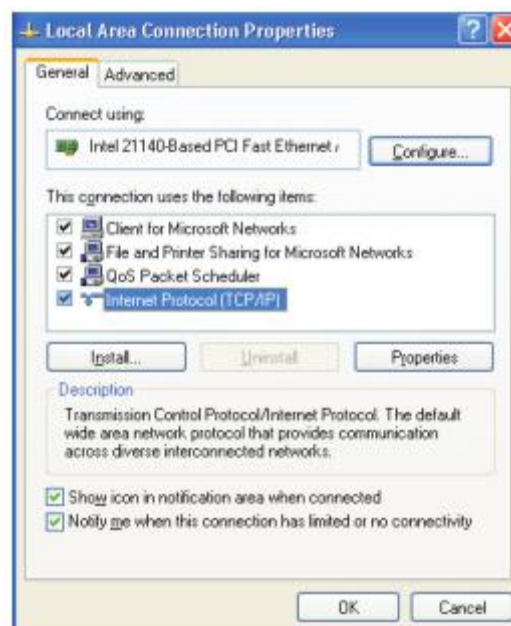 Local Area Connection Properties
General Advanced
Connect using:
Intel 21140-Based PCI Fast Ethernet
Configure...
This connection uses the following items:
Client for Microsoft Networks
File and Printer Sharing for Microsoft Networks
QoS Packet Scheduler
Internet Protocol (TCP/IP)
Install... Uninstall Properties
Description
Transmission Control Protocol/Internet Protocol. The default
wide area network protocol that provides communication
across diverse interconnected networks.
Show icon in notification area when connected
Notify me when this connection has limited or no connectivity
OK Cancel